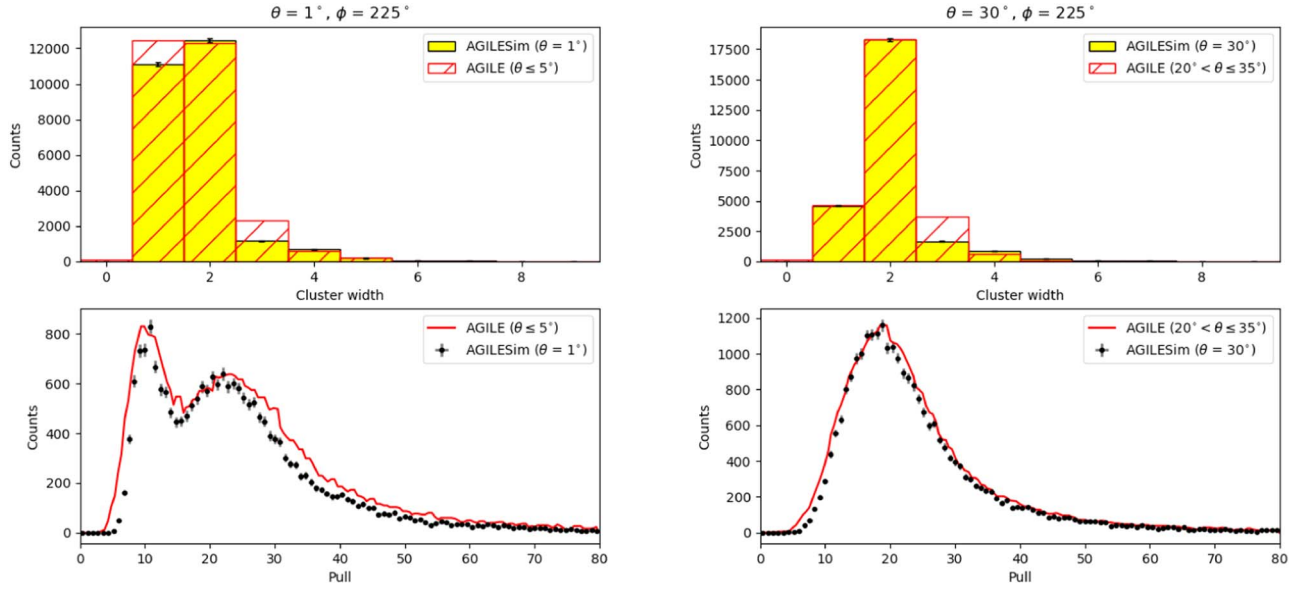 θ = 1°, ϕ = 225°
12000
10000
8000
6000
4000
2000
0
Counts
AGILESim (θ = 1°)
AGILE (θ ≤ 5°)
0 2 4 6 8
Cluster width
θ = 30°, ϕ = 225°
17500
15000
12500
10000
7500
5000
2500
0
Counts
AGILESim (θ = 30°)
AGILE (20° < θ ≤ 35°)
0 2 4 6 8
Cluster width
800
600
400
200
0
Counts
AGILE (θ ≤ 5°)
AGILESim (θ = 1°)
0 10 20 30 40 50 60 70 80
Pull
1200
1000
800
600
400
200
0
Counts
AGILE (20° < θ ≤ 35°)
AGILESim (θ = 30°)
0 10 20 30 40 50 60 70 80
Pull